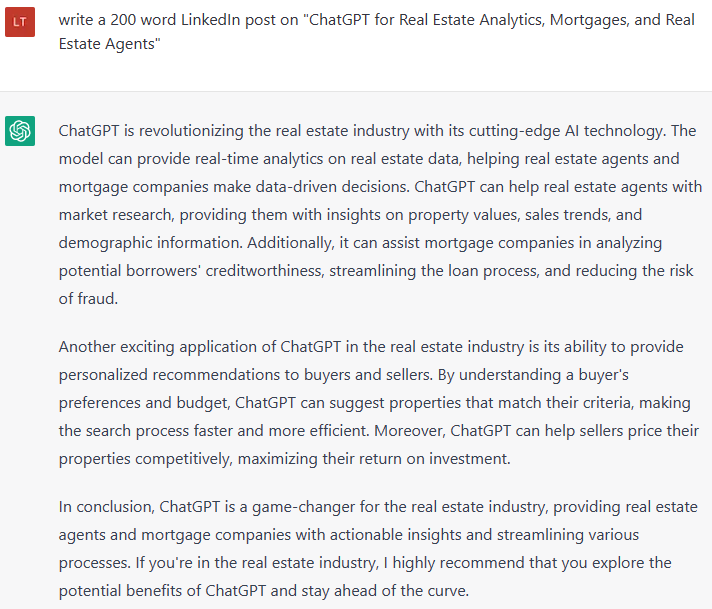 LT
write a 200 word LinkedIn post on "ChatGPT for Real Estate Analytics, Mortgages, and Real
Estate Agents"
ChatGPT is revolutionizing the real estate industry with its cutting-edge AI technology. The
model can provide real-time analytics on real estate data, helping real estate agents and
mortgage companies make data-driven decisions. ChatGPT can help real estate agents with
market research, providing them with insights on property values, sales trends, and
demographic information. Additionally, it can assist mortgage companies in analyzing
potential borrowers' creditworthiness, streamlining the loan process, and reducing the risk
of fraud.
Another exciting application of ChatGPT in the real estate industry is its ability to provide
personalized recommendations to buyers and sellers. By understanding a buyer's
preferences and budget, ChatGPT can suggest properties that match their criteria, making
the search process faster and more efficient. Moreover, ChatGPT can help sellers price their
properties competitively, maximizing their return on investment.
In conclusion, ChatGPT is a game-changer for the real estate industry, providing real estate
agents and mortgage companies with actionable insights and streamlining various
processes. If you're in the real estate industry, I highly recommend that you explore the
potential benefits of ChatGPT and stay ahead of the curve.